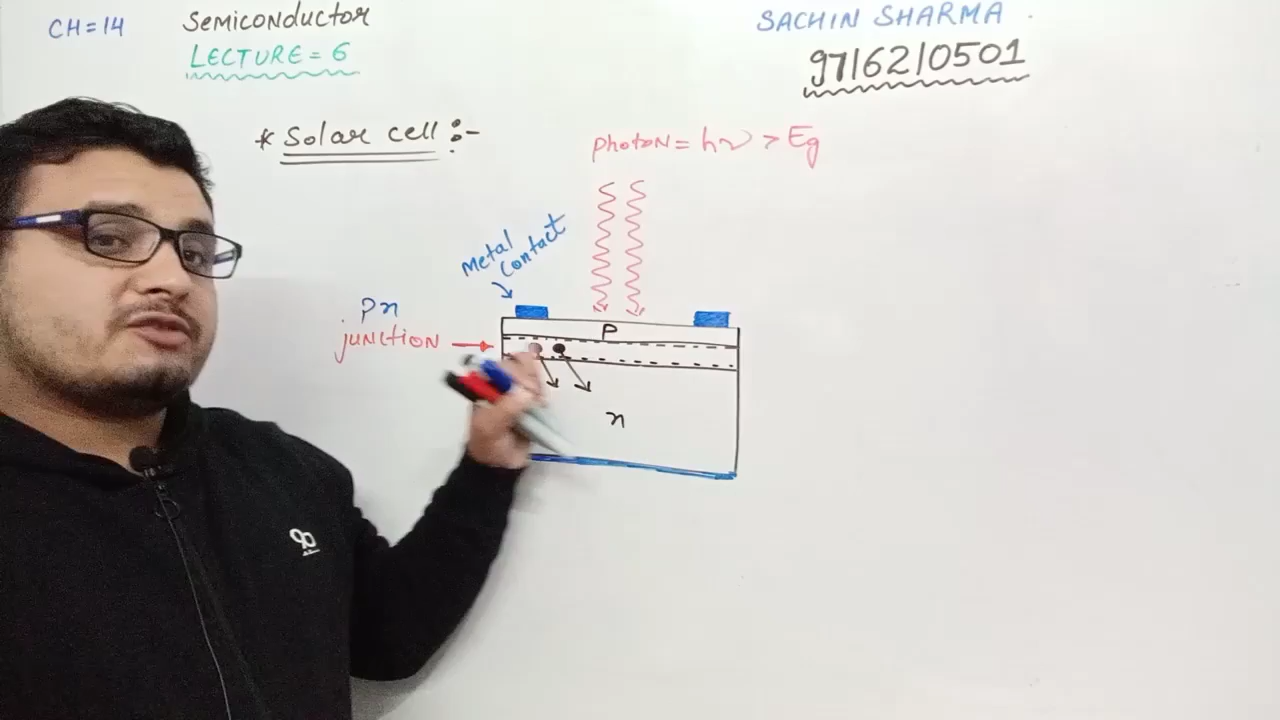 CH=14
Semiconductor
LECTURE = 6
SACHIN SHARMA
9716210501
* Solar cell :-
photon = hν > Eg
Metal
Contact
Pn
junction
P
n